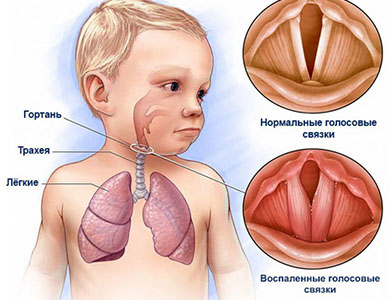 Гортань
Трахея
Лёгкие
Нормальные голосовые
связки
Воспаленные голосовые
связки